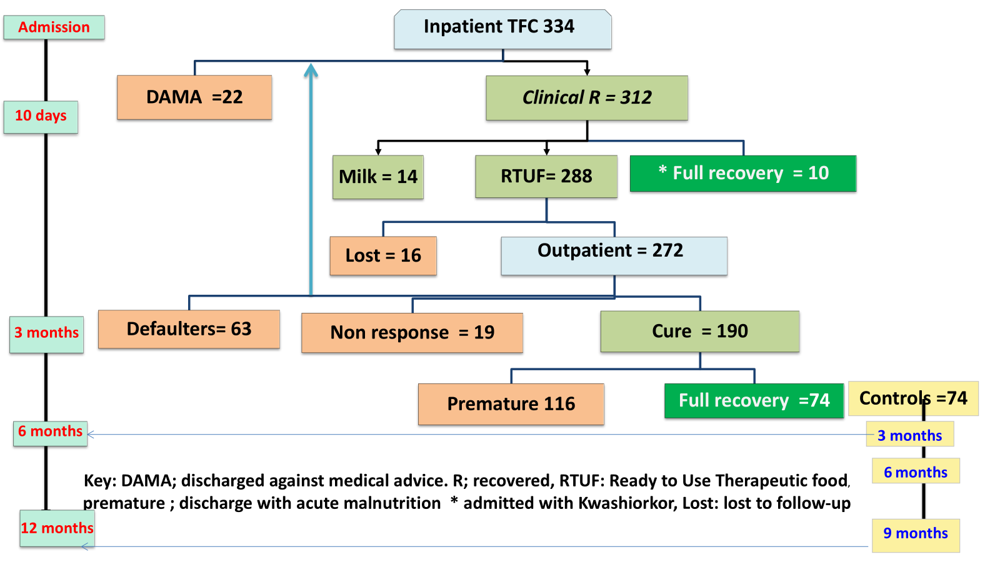 Admission
Inpatient TFC 334
DAMA  =22
Clinical R = 312
10 days
Milk = 14
RTUF= 288
* Full recovery  = 10
Lost = 16
Outpatient = 272
3 months
Defaulters= 63
Non response  = 19
Cure  = 190
Premature 116
Full recovery  =74
Controls =74
6 months
3 months
6 months
Key: DAMA; discharged against medical advice. R; recovered, RTUF: Ready to Use Therapeutic food,
premature ; discharge with acute malnutrition  * admitted with Kwashiorkor, Lost: lost to follow-up
12 months
9 months